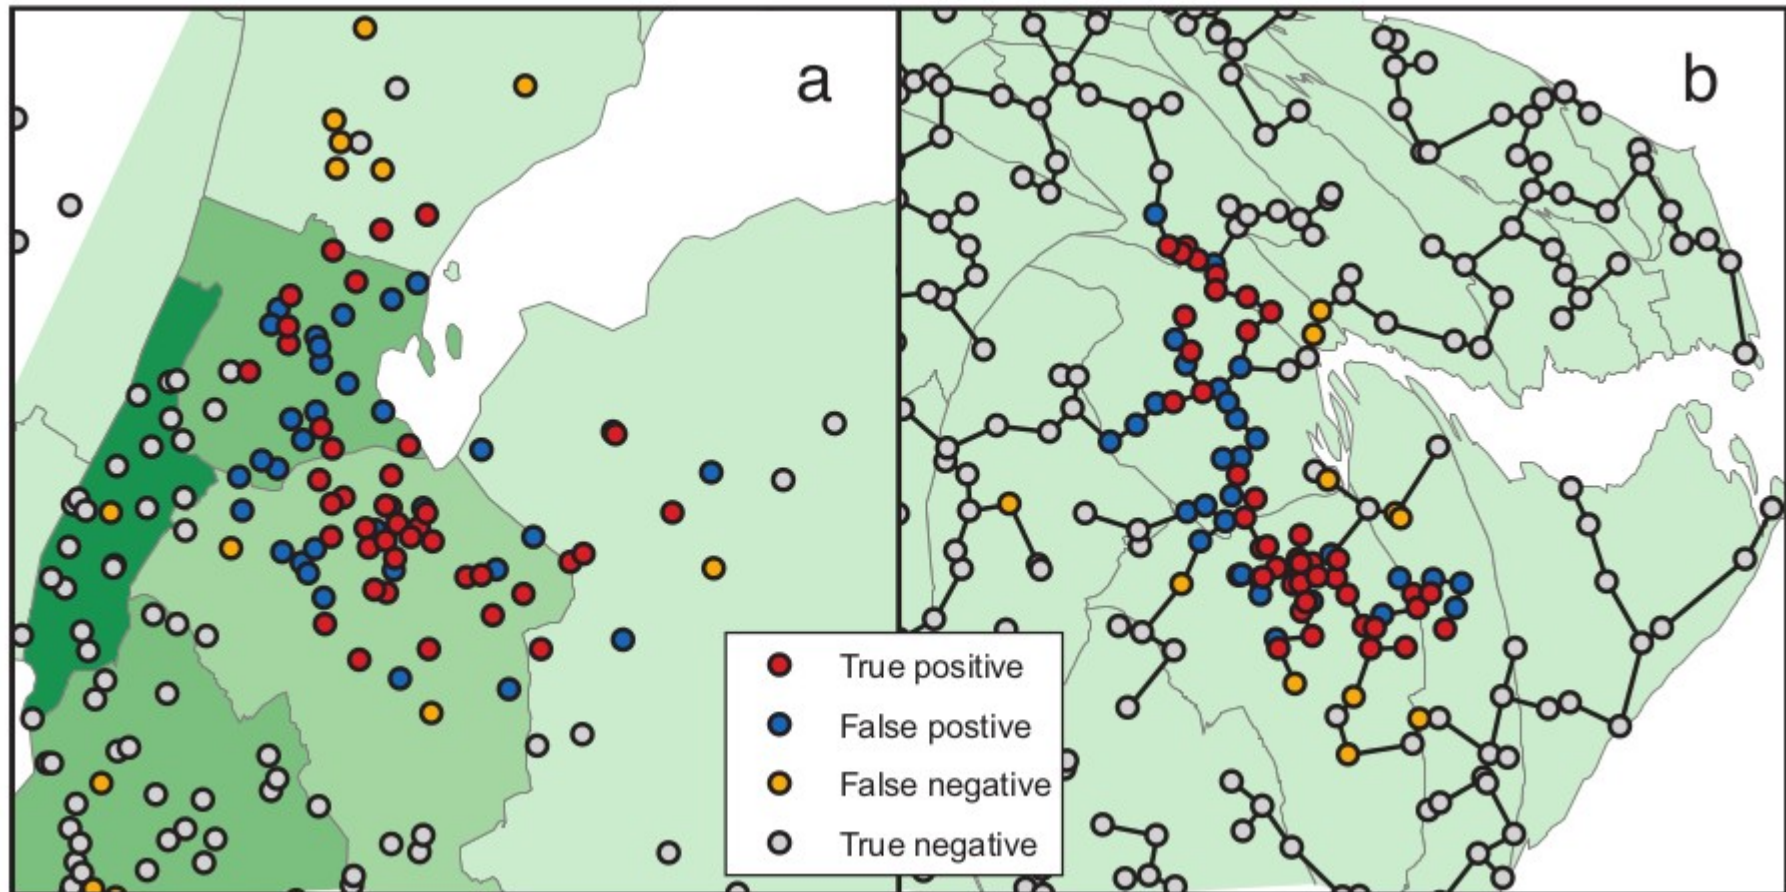 a
b
True positive
False postive
False negative
True negative